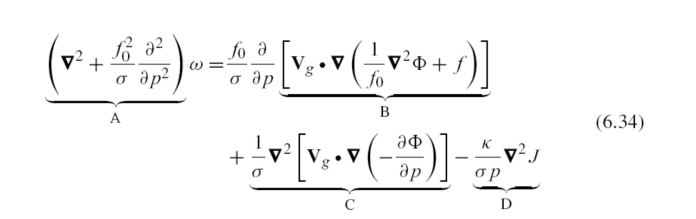 (∇² + f₀²/σ ∂²/∂p²) ω = f₀/σ ∂/∂p [V_g • ∇ (1/f₀ ∇²Φ + f)]
A B
+ 1/σ ∇² [V_g • ∇ (−∂Φ/∂p)] − κ/σp ∇²J
(6.34)
C D